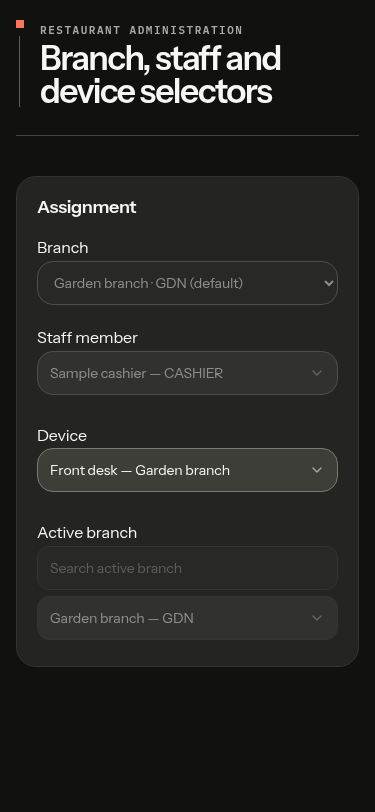 RESTAURANT ADMINISTRATION
Branch, staff and
device selectors
Assignment
Branch
Garden branch · GDN (default)
Staff member
Sample cashier — CASHIER
Device
Front desk — Garden branch
Active branch
Search active branch
Garden branch — GDN